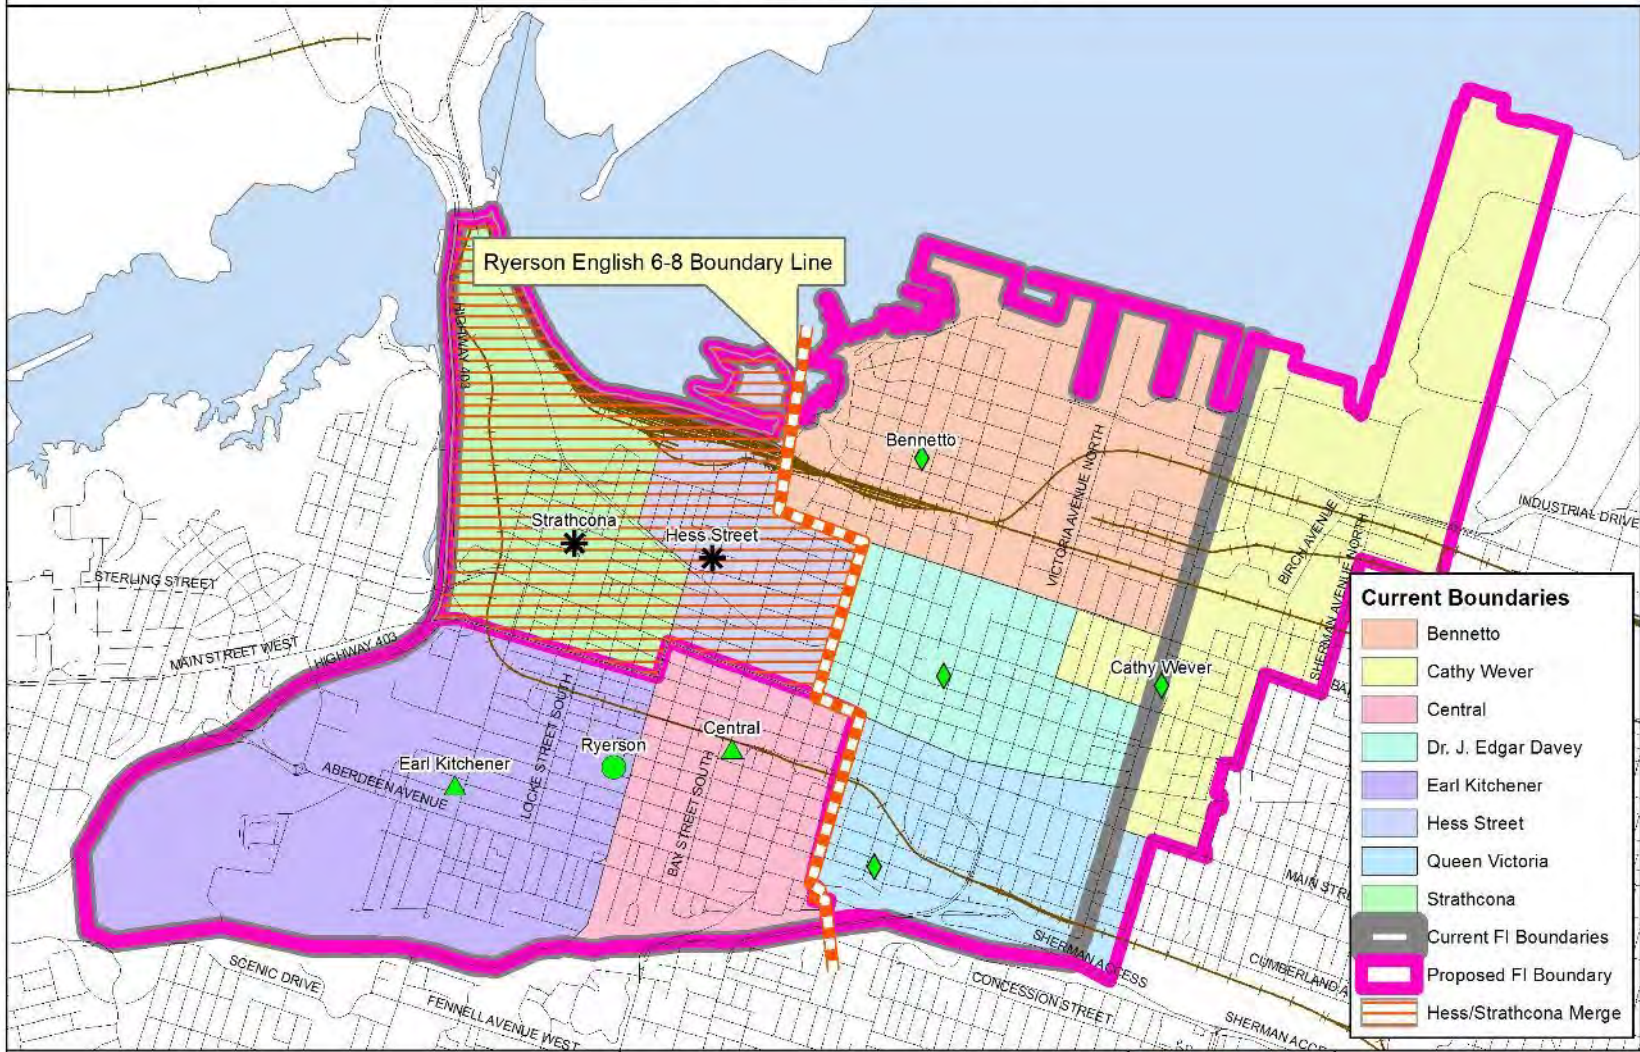 Ryerson English 6-8 Boundary Line
HIGHWAY 403
Bennetto
VICTORIA AVENUE NORTH
INDUSTRIAL DRIVE
BIRCH AVENUE
SHERMAN AVENUE NORTH
Strathcona
Hess Street
STERLING STREET
MAIN STREET WEST
HIGHWAY 403
Cathy Wever
BA
LOCKE STREET SOUTH
Ryerson
Central
Earl Kitchener
ABERDEEN AVENUE
BAY STREET SOUTH
MAIN STRE
SHERMAN ACCESS
CUMBERLAND A
SCENIC DRIVE
CONCESSION STREET
FENNELL AVENUE WEST
SHERMAN ACCE
Current Boundaries
Bennetto
Cathy Wever
Central
Dr. J. Edgar Davey
Earl Kitchener
Hess Street
Queen Victoria
Strathcona
Current FI Boundaries
Proposed FI Boundary
Hess/Strathcona Merge